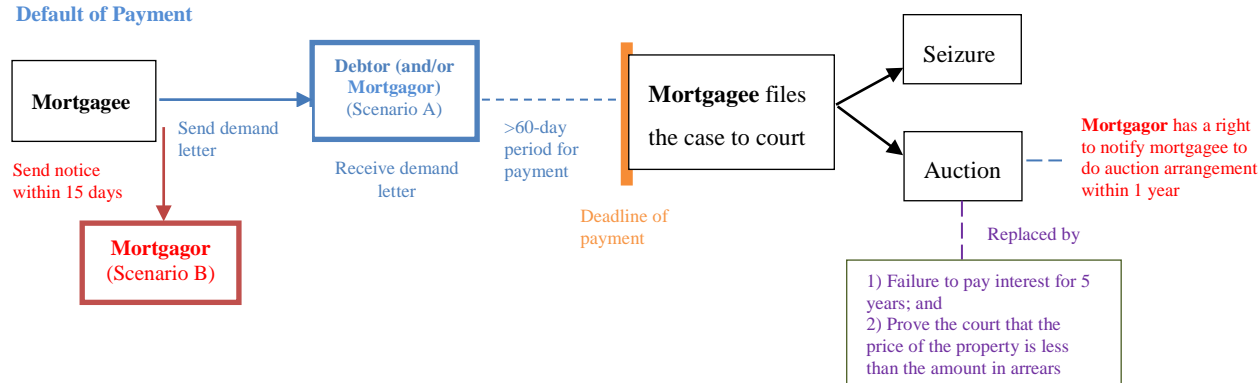 Default of Payment
Mortgagee
Send demand
letter
Send notice
within 15 days
Mortgagor
(Scenario B)
Debtor (and/or
Mortgagor)
(Scenario A)
Receive demand
letter
>60-day
period for
payment
Deadline of
payment
Mortgagee files
the case to court
Seizure
Auction
Mortgagor has a right
to notify mortgagee to
do auction arrangement
within 1 year
Replaced by
1) Failure to pay interest for 5
years; and
2) Prove the court that the
price of the property is less
than the amount in arrears